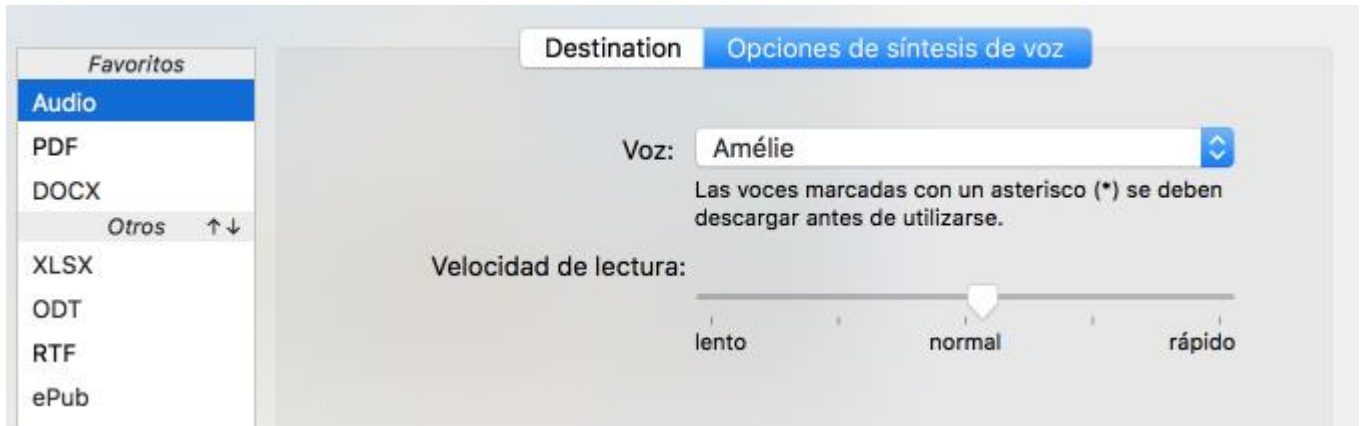 Destination Opciones de síntesis de voz
Favoritos
Audio
PDF
DOCX
Otros ↑↓
XLSX
ODT
RTF
ePub
Voz: Amélie
Las voces marcadas con un asterisco (*) se deben
descargar antes de utilizarse.
Velocidad de lectura:
lento normal rápido